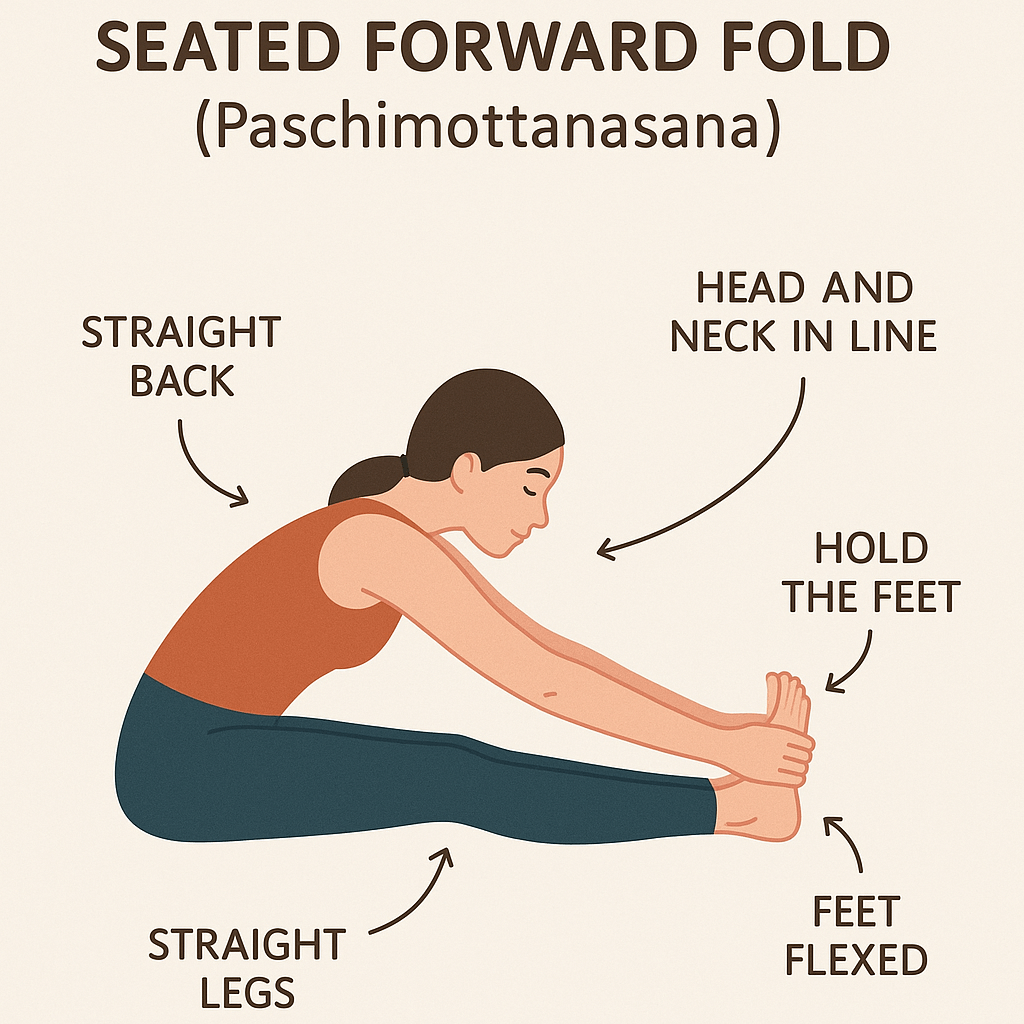 SEATED FORWARD FOLD
(Paschimottanasana)
STRAIGHT
BACK
HEAD AND
NECK IN LINE
HOLD
THE FEET
STRAIGHT
LEGS
FEET
FLEXED